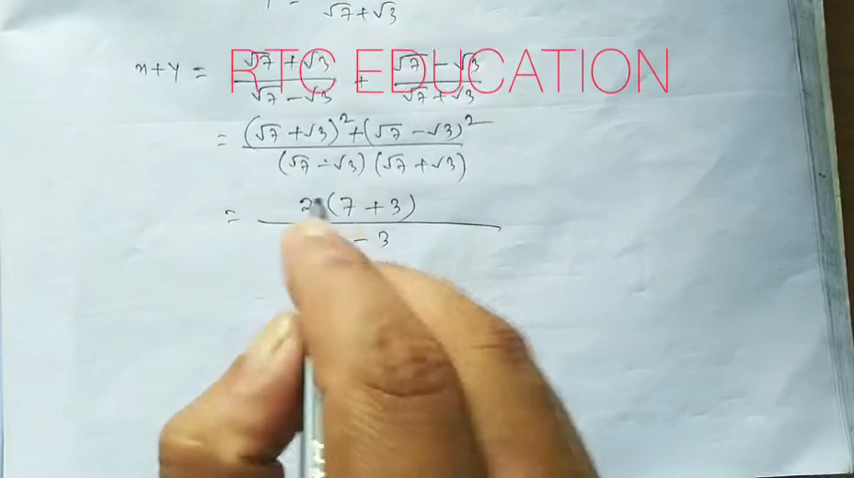 √7+√3
x+y = √7+√3 / √7-√3 + √7-√3 / √7+√3
RTC EDUCATION
= (√7+√3)²+(√7-√3)² / (√7-√3)(√7+√3)
= 2(7+3) / - 3